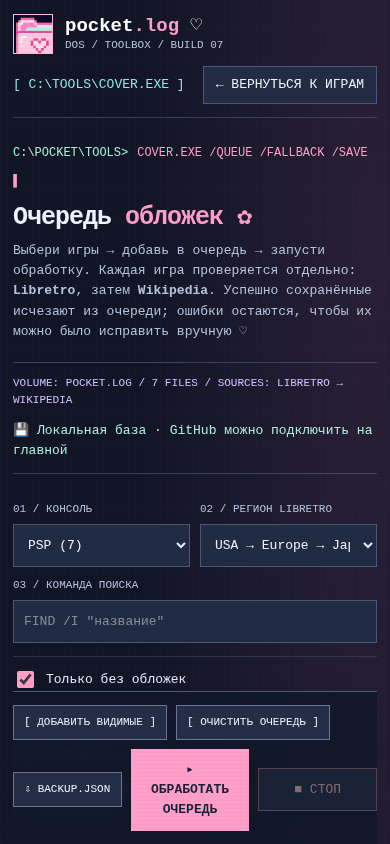 pocket.log ♡
DOS / TOOLBOX / BUILD 07
[ C:\TOOLS\COVER.EXE ]
← ВЕРНУТЬСЯ К ИГРАМ
C:\POCKET\TOOLS> COVER.EXE /QUEUE /FALLBACK /SAVE
Очередь обложек ✿
Выбери игры → добавь в очередь → запусти
обработку. Каждая игра проверяется отдельно:
Libretro, затем Wikipedia. Успешно сохранённые
исчезают из очереди; ошибки остаются, чтобы их
можно было исправить вручную ♡
VOLUME: POCKET.LOG / 7 FILES / SOURCES: LIBRETRO →
WIKIPEDIA
💾 Локальная база · GitHub можно подключить на
главной
01 / КОНСОЛЬ
02 / РЕГИОН LIBRETRO
PSP (7)
USA → Europe → Jap
03 / КОМАНДА ПОИСКА
FIND /I "название"
Только без обложек
[ ДОБАВИТЬ ВИДИМЫЕ ]
[ ОЧИСТИТЬ ОЧЕРЕДЬ ]
⇩ BACKUP.JSON
▸
ОБРАБОТАТЬ
ОЧЕРЕДЬ
■ СТОП